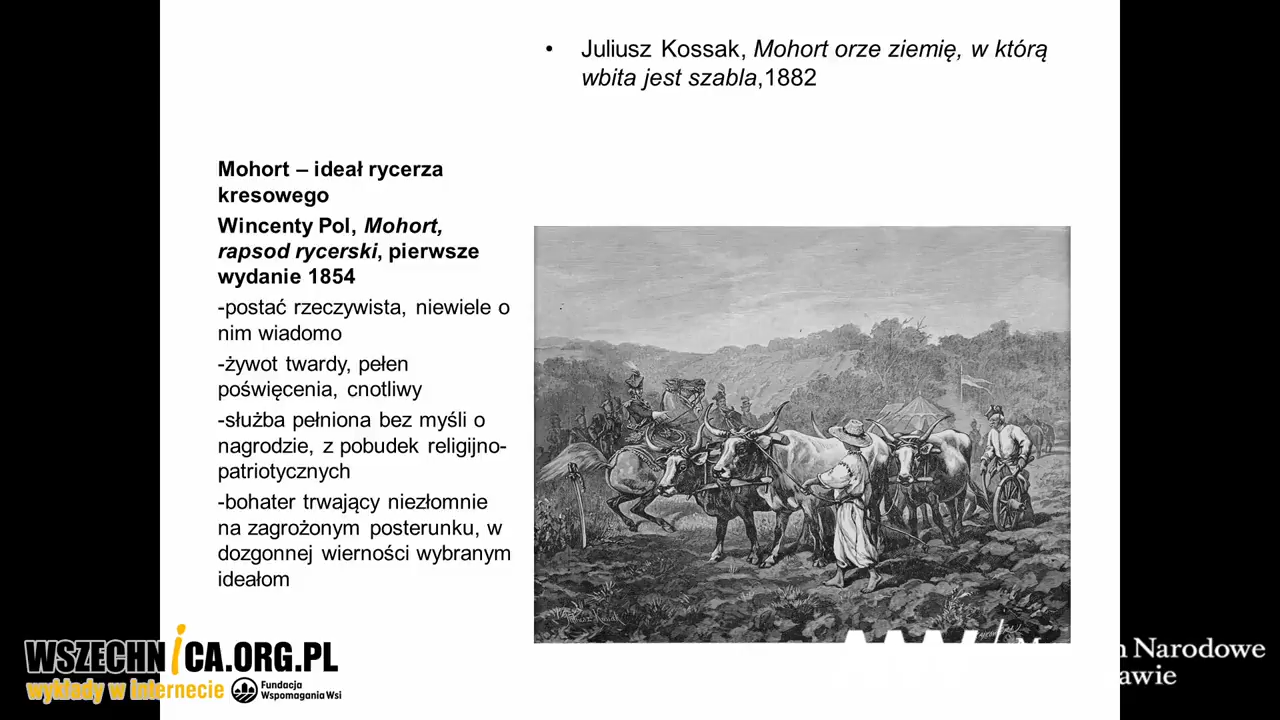 • Juliusz Kossak, Mohort orze ziemię, w którą
wbita jest szabla,1882
Mohort – ideał rycerza
kresowego
Wincenty Pol, Mohort,
rapsod rycerski, pierwsze
wydanie 1854
-postać rzeczywista, niewiele o
nim wiadomo
-żywot twardy, pełen
poświęcenia, cnotliwy
-służba pełniona bez myśli o
nagrodzie, z pobudek religijno-
patriotycznych
-bohater trwający niezłomnie
na zagrożonym posterunku, w
dozgonnej wierności wybranym
ideałom
WSZECHNiCA.ORG.PL
wykłady w internecie
Fundacja
Wspomagania Wsi
Narodowe